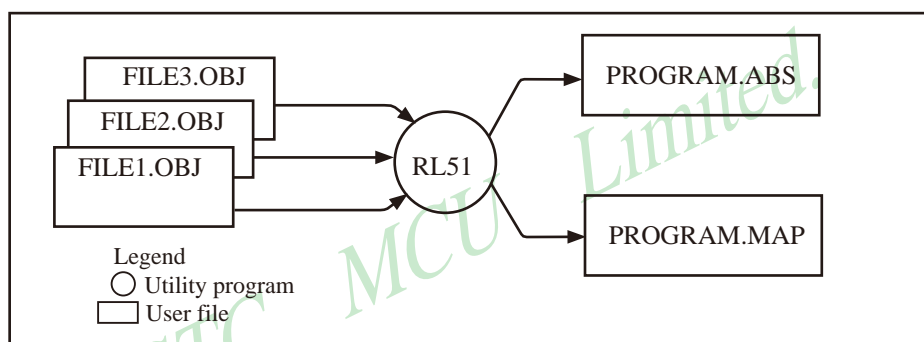 FILE3.OBJ
FILE2.OBJ
FILE1.OBJ
RL51
PROGRAM.ABS
PROGRAM.MAP
Legend
Utility program
User file
STC MCU Limited.